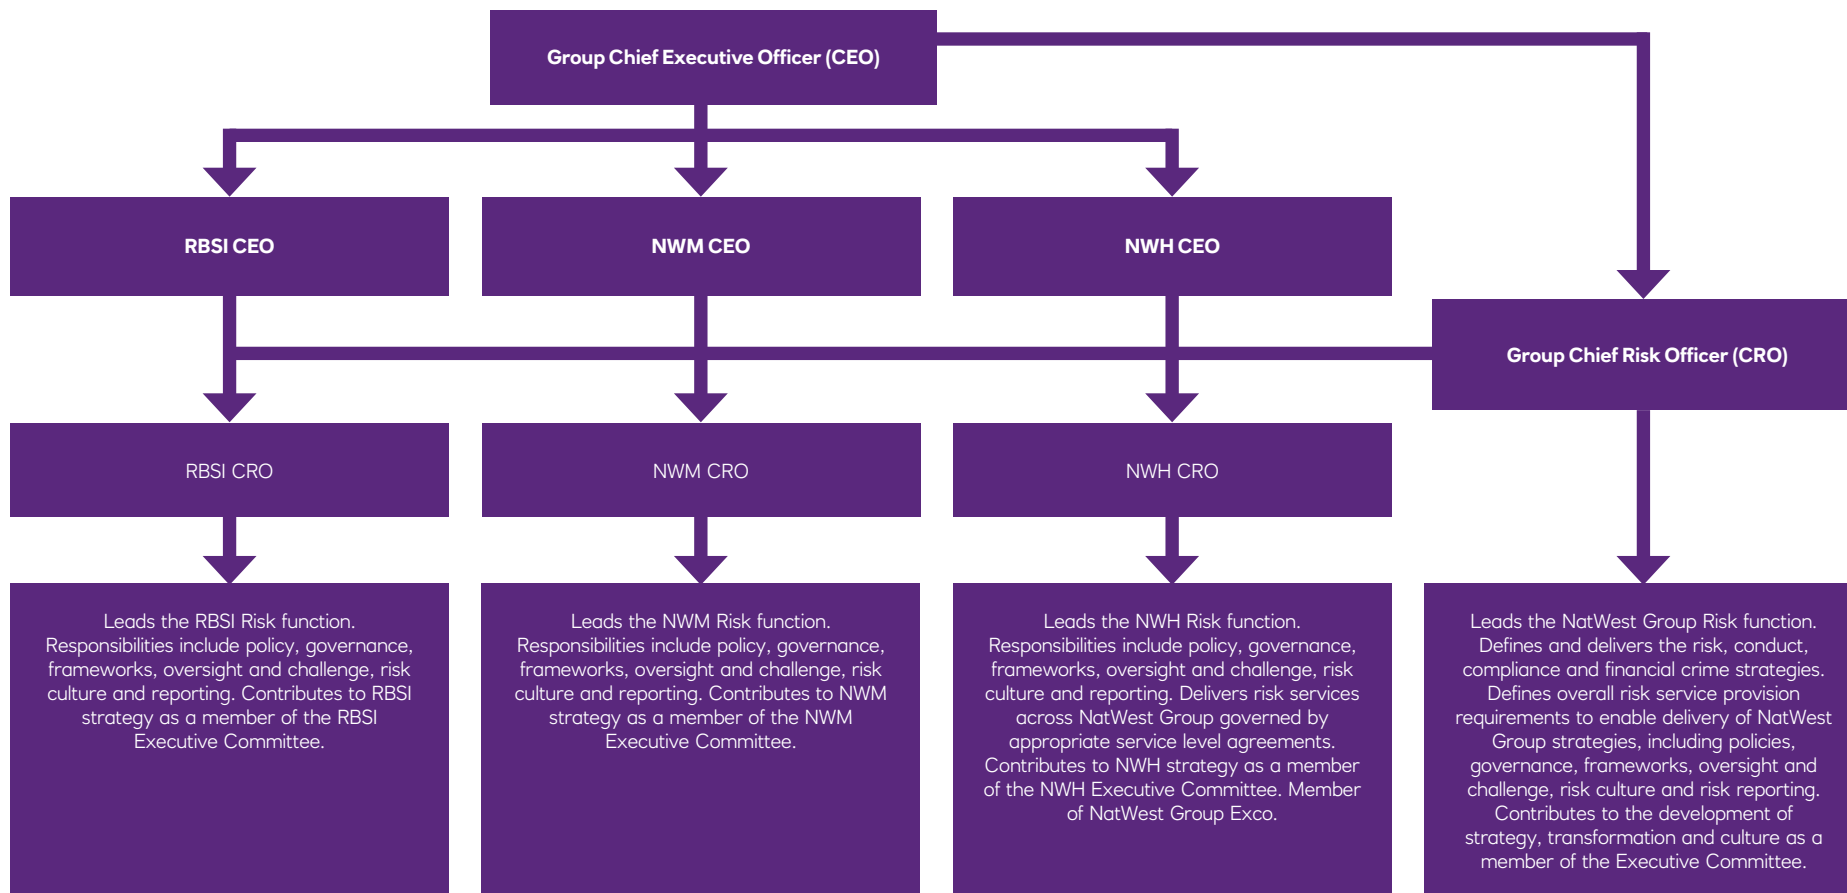 Group Chief Executive Officer (CEO)
RBSI CEO
NWM CEO
NWH CEO
Group Chief Risk Officer (CRO)
RBSI CRO
NWM CRO
NWH CRO
Leads the RBSI Risk function.
Responsibilities include policy, governance,
frameworks, oversight and challenge, risk
culture and reporting. Contributes to RBSI
strategy as a member of the RBSI
Executive Committee.
Leads the NWM Risk function.
Responsibilities include policy, governance,
frameworks, oversight and challenge, risk
culture and reporting. Contributes to NWM
strategy as a member of the NWM
Executive Committee.
Leads the NWH Risk function.
Responsibilities include policy, governance,
frameworks, oversight and challenge, risk
culture and reporting. Delivers risk services
across NatWest Group governed by
appropriate service level agreements.
Contributes to NWH strategy as a member
of the NWH Executive Committee. Member
of NatWest Group Exco.
Leads the NatWest Group Risk function.
Defines and delivers the risk, conduct,
compliance and financial crime strategies.
Defines overall risk service provision
requirements to enable delivery of NatWest
Group strategies, including policies,
governance, frameworks, oversight and
challenge, risk culture and risk reporting.
Contributes to the development of
strategy, transformation and culture as a
member of the Executive Committee.